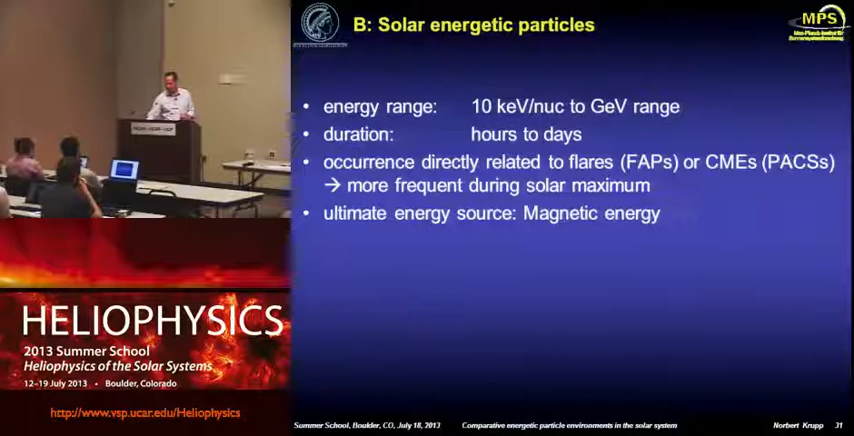 B: Solar energetic particles
MPS
• energy range: 10 keV/nuc to GeV range
• duration: hours to days
• occurrence directly related to flares (FAPs) or CMEs (PACSs)
→ more frequent during solar maximum
• ultimate energy source: Magnetic energy
HELIOPHYSICS
2013 Summer School
Heliophysics of the Solar Systems
12–19 July 2013 • Boulder, Colorado
http://www.vsp.ucar.edu/Heliophysics
Summer School, Boulder, CO, July 18, 2013 Comparative energetic particle environments in the solar system Norbert Krupp 31